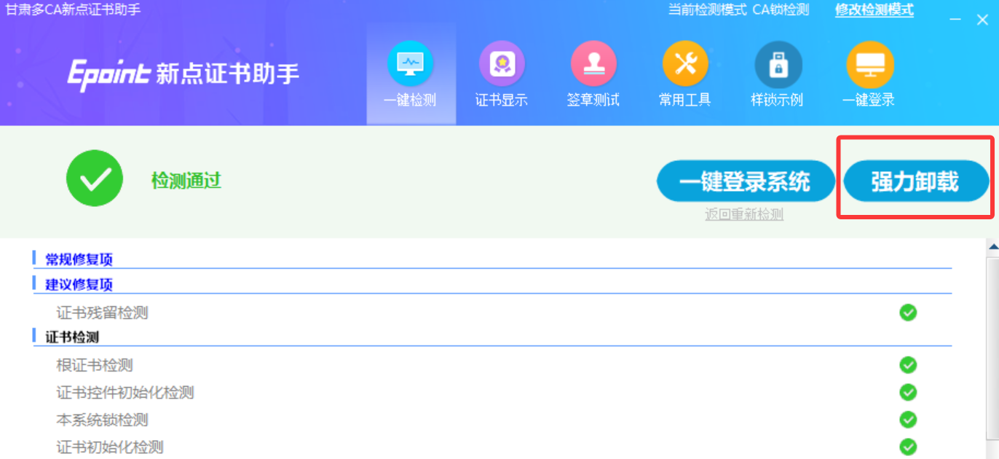 甘肃多CA新点证书助手
当前检测模式 CA锁检测 修改检测模式
Epoint 新点证书助手
一键检测 证书显示 签章测试 常用工具 样锁示例 一键登录
检测通过
一键登录系统 强力卸载
返回重新检测
常规修复项
建议修复项
证书残留检测
证书检测
根证书检测
证书控件初始化检测
本系统锁检测
证书初始化检测